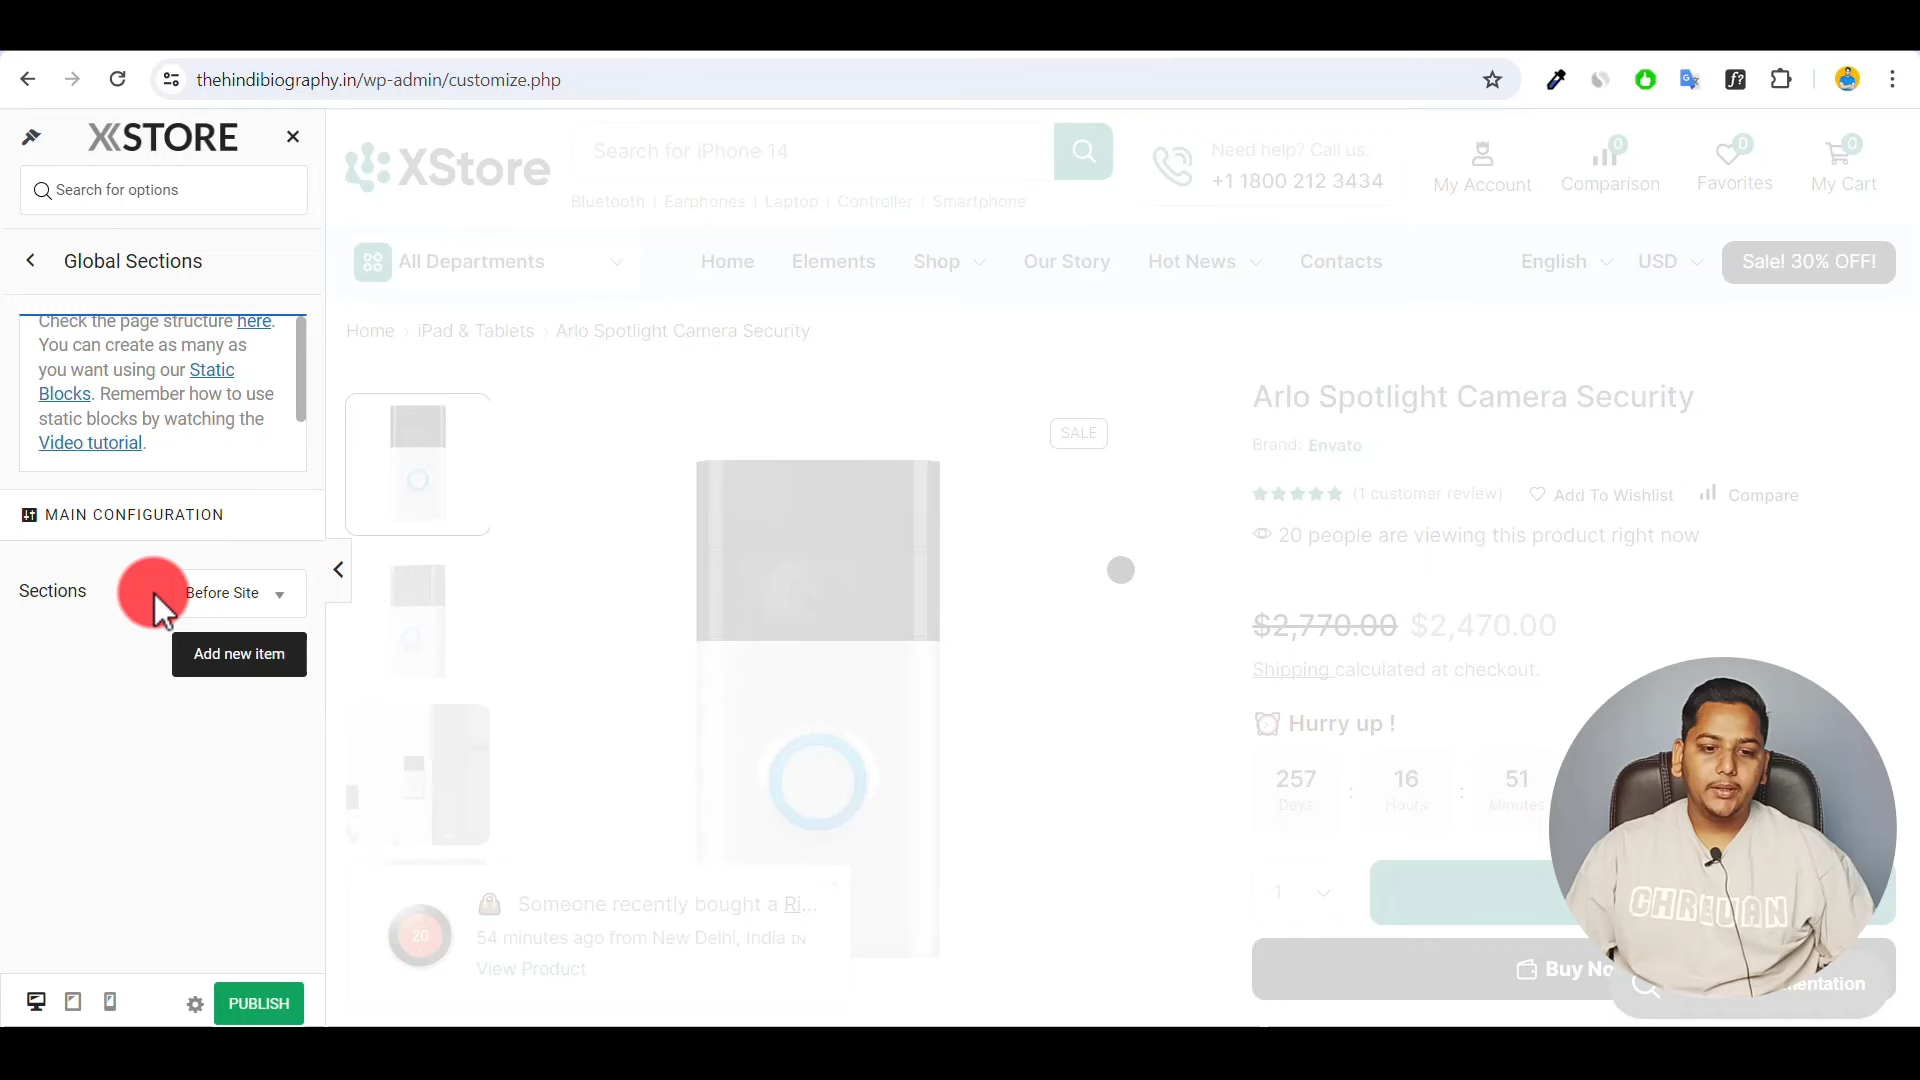 thehindibiography.in/wp-admin/customize.php
XSTORE
Search for options
Global Sections
Check the page structure here.
You can create as many as
you want using our Static
Blocks. Remember how to use
static blocks by watching the
Video tutorial.
MAIN CONFIGURATION
Sections
Before Site
Add new item
PUBLISH
XStore
Search for iPhone 14
Bluetooth | Earphones | Laptop | Controller | Smartphone
Need help? Call us:
+1 1800 212 3434
My Account
0
Comparison
0
Favorites
0
My Cart
All Departments
Home
Elements
Shop
Our Story
Hot News
Contacts
English
USD
Sale! 30% OFF!
Home › iPad & Tablets › Arlo Spotlight Camera Security
SALE
Arlo Spotlight Camera Security
Brand: Envato
(1 customer review)
Add To Wishlist
Compare
20 people are viewing this product right now
$2,770.00 $2,470.00
Shipping calculated at checkout.
Hurry up !
257 : 16 : 51
Days Hours Minutes
1
Buy No
mentation
Someone recently bought a Ri...
54 minutes ago from New Delhi, India IN
View Product
20